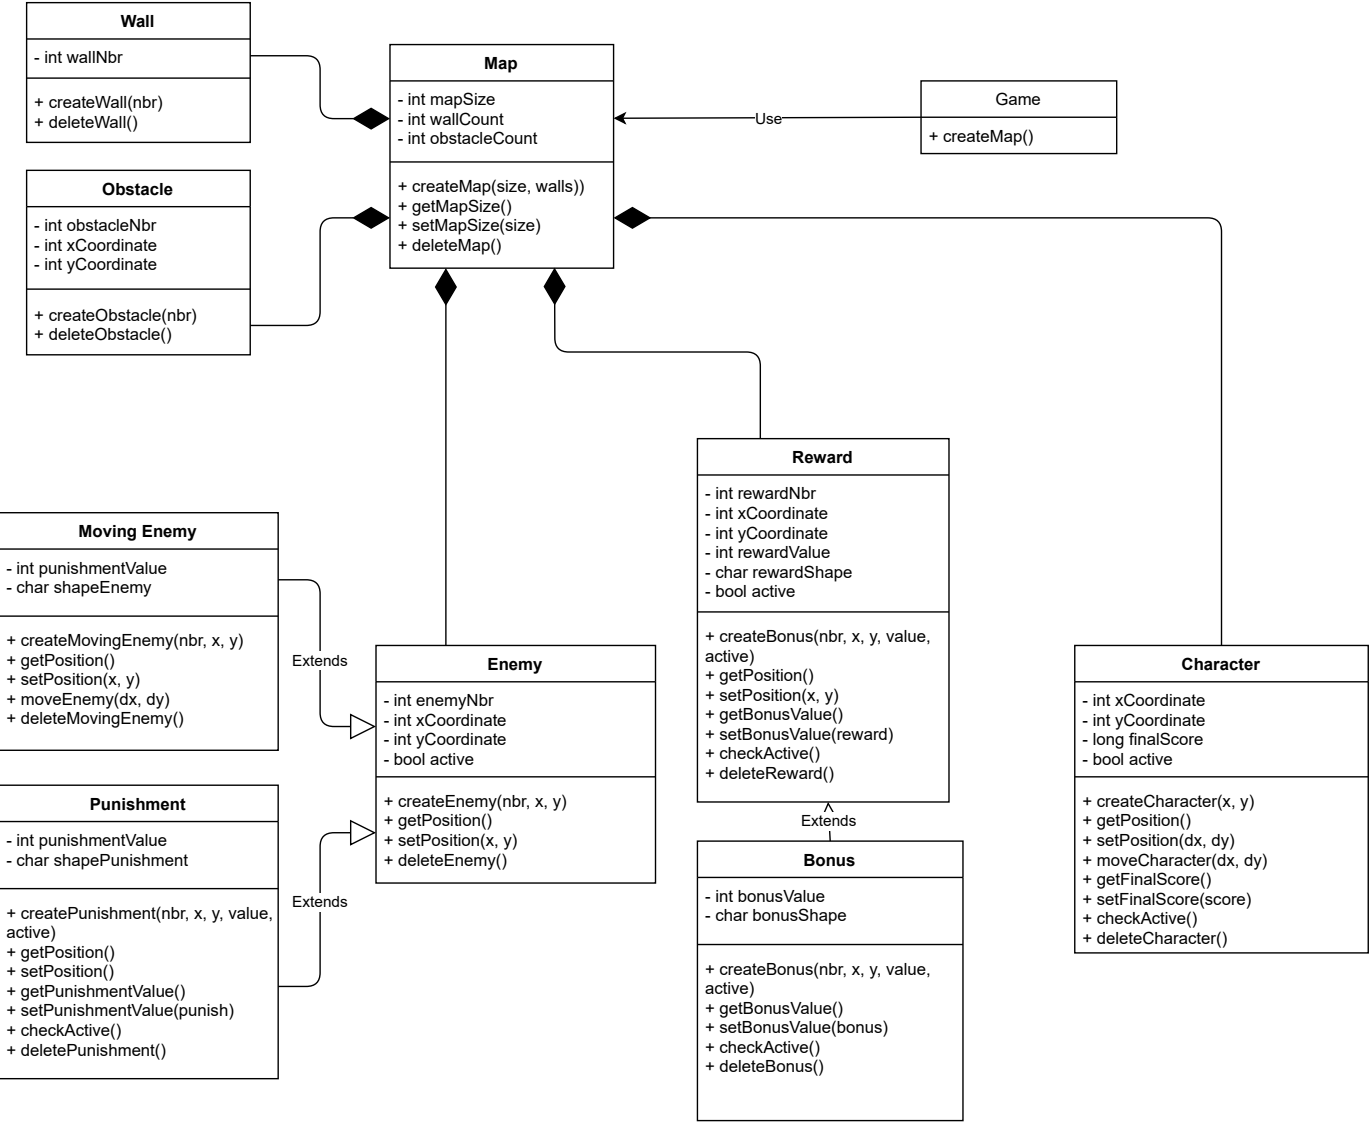 Wall
- int wallNbr
+ createWall(nbr)
+ deleteWall()
Map
- int mapSize
- int wallCount
- int obstacleCount
+ createMap(size, walls))
+ getMapSize()
+ setMapSize(size)
+ deleteMap()
Use
Game
+ createMap()
Obstacle
- int obstacleNbr
- int xCoordinate
- int yCoordinate
+ createObstacle(nbr)
+ deleteObstacle()
Reward
- int rewardNbr
- int xCoordinate
- int yCoordinate
- int rewardValue
- char rewardShape
- bool active
+ createBonus(nbr, x, y, value,
active)
+ getPosition()
+ setPosition(x, y)
+ getBonusValue()
+ setBonusValue(reward)
+ checkActive()
+ deleteReward()
Moving Enemy
- int punishmentValue
- char shapeEnemy
+ createMovingEnemy(nbr, x, y)
+ getPosition()
+ setPosition(x, y)
+ moveEnemy(dx, dy)
+ deleteMovingEnemy()
Extends
Enemy
- int enemyNbr
- int xCoordinate
- int yCoordinate
- bool active
+ createEnemy(nbr, x, y)
+ getPosition()
+ setPosition(x, y)
+ deleteEnemy()
Character
- int xCoordinate
- int yCoordinate
- long finalScore
- bool active
+ createCharacter(x, y)
+ getPosition()
+ setPosition(dx, dy)
+ moveCharacter(dx, dy)
+ getFinalScore()
+ setFinalScore(score)
+ checkActive()
+ deleteCharacter()
Punishment
- int punishmentValue
- char shapePunishment
+ createPunishment(nbr, x, y, value,
active)
+ getPosition()
+ setPosition()
+ getPunishmentValue()
+ setPunishmentValue(punish)
+ checkActive()
+ deletePunishment()
Extends
Extends
Bonus
- int bonusValue
- char bonusShape
+ createBonus(nbr, x, y, value,
active)
+ getBonusValue()
+ setBonusValue(bonus)
+ checkActive()
+ deleteBonus()